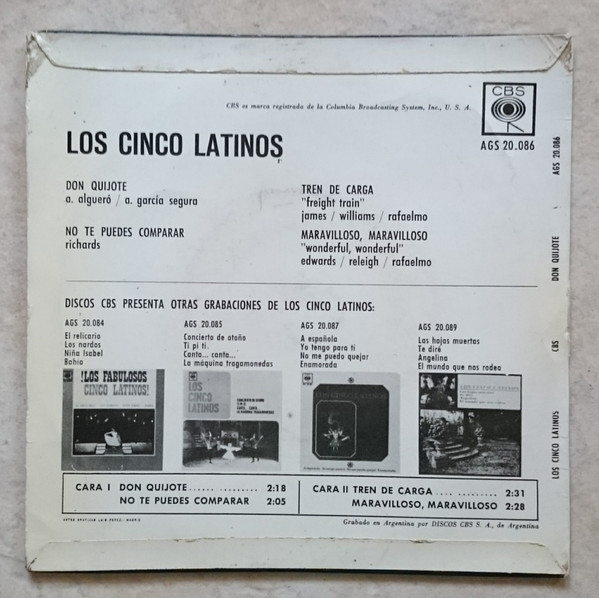 CBS es marca registrada de la Columbia Broadcasting System, Inc., U. S. A.
CBS
AGS 20.086
LOS CINCO LATINOS
DON QUIJOTE
a. algueró / a. garcía segura
NO TE PUEDES COMPARAR
richards
TREN DE CARGA
"freight train"
james / williams / rafaelmo
MARAVILLOSO, MARAVILLOSO
"wonderful, wonderful"
edwards / releigh / rafaelmo
DISCOS CBS PRESENTA OTRAS GRABACIONES DE LOS CINCO LATINOS:
AGS 20.084
El relicario
Los nardos
Niña Isabel
Bahia
AGS 20.085
Concierto de otoño
Ti pi ti.
Canta... canta...
La máquina tragamonedas
AGS 20.087
A española
Yo tengo para ti
No me puedo quejar
Enamorada
AGS 20.089
Las hojas muertas
Te diré
Angelina
El mundo que nos rodea
!LOS FABULOSOS
CINCO LATINOS!
LOS
CINCO
LATINOS
CARA I DON QUIJOTE...... ......... 2:18
NO TE PUEDES COMPARAR 2:05
CARA II TREN DE CARGA .... ......... 2:31
MARAVILLOSO, MARAVILLOSO 2:28
Grabado en Argentina por DISCOS CBS S. A., de Argentina
AGS 20.086
DON QUIJOTE
CBS
LOS CINCO LATINOS